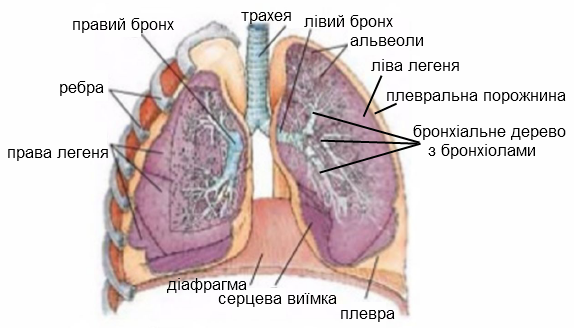 трахея
правий бронх
лівий бронх
альвеоли
ліва легеня
ребра
плевральна порожнина
бронхіальне дерево
з бронхіолами
права легеня
діафрагма
серцева виїмка
плевра